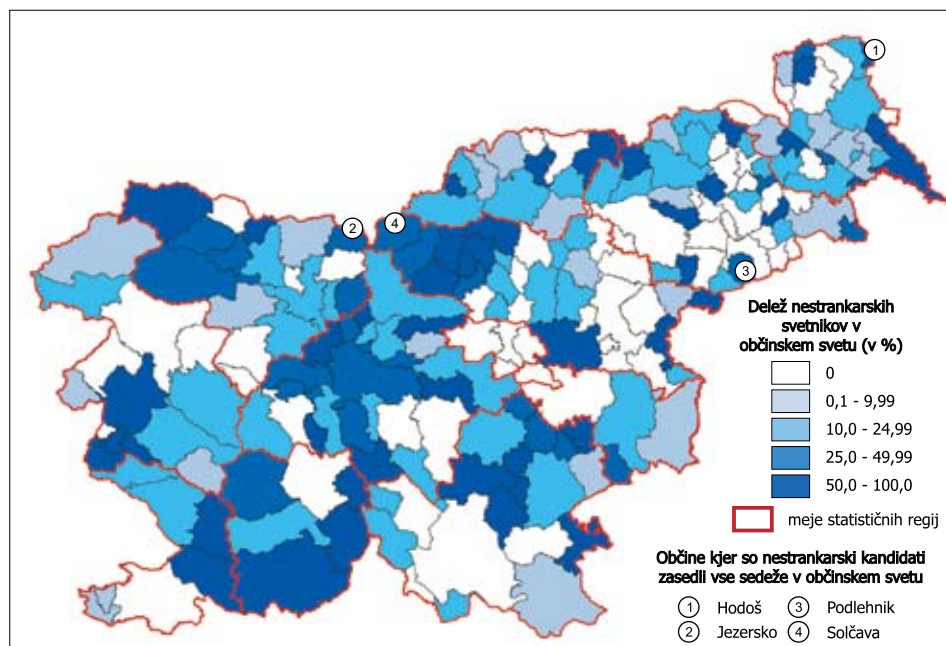 1
2
4
3
Delež nestrankarskih
svetnikov v
občinskem svetu (v %)
0
0,1 - 9,99
10,0 - 24,99
25,0 - 49,99
50,0 - 100,0
meje statističnih regij
Občine kjer so nestrankarski kandidati
zasedli vse sedeže v občinskem svetu
1 Hodoš 3 Podlehnik
2 Jezersko 4 Solčava